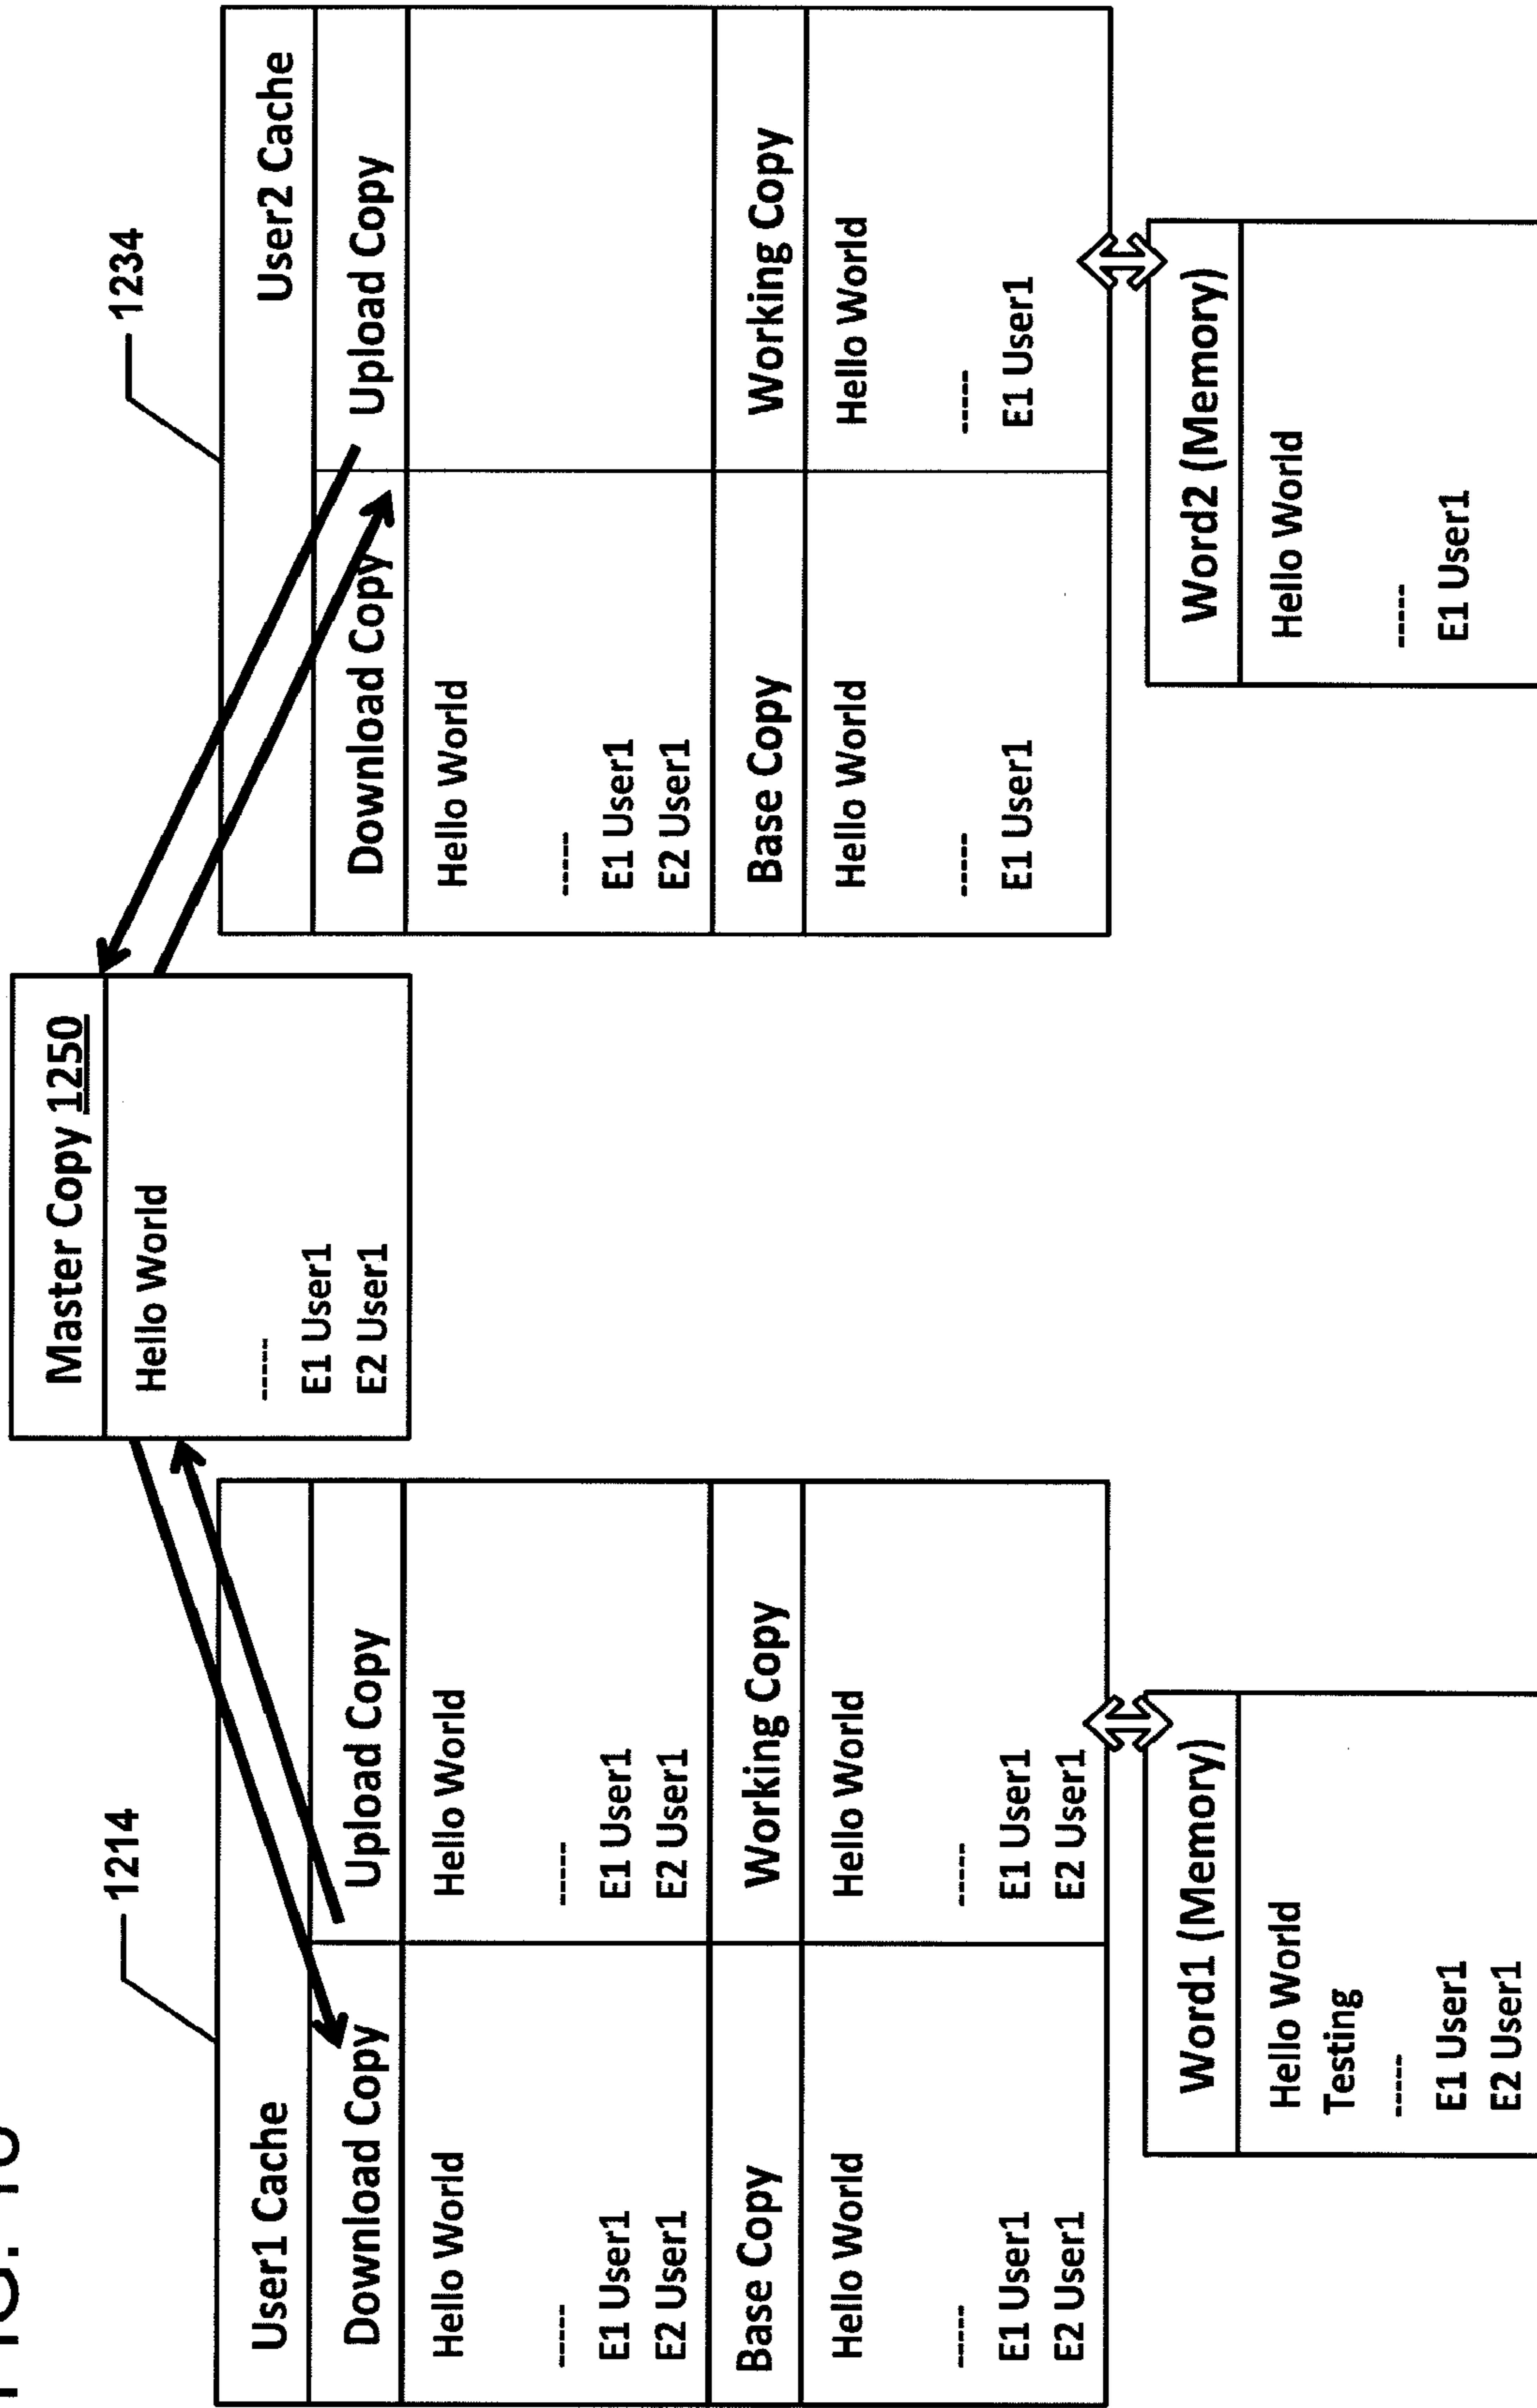 Master Copy 1250
Hello World
-----
E1 User1
E2 User1
1214
User1 Cache
Download Copy
Upload Copy
Hello World
-----
E1 User1
E2 User1
Hello World
-----
E1 User1
E2 User1
Base Copy
Working Copy
Hello World
-----
E1 User1
E2 User1
Hello World
-----
E1 User1
E2 User1
Word1 (Memory)
Hello World
Testing
-----
E1 User1
E2 User1
1234
User2 Cache
Download Copy
Upload Copy
Hello World
-----
E1 User1
E2 User1
Base Copy
Working Copy
Hello World
-----
E1 User1
Hello World
-----
E1 User1
Word2 (Memory)
Hello World
-----
E1 User1